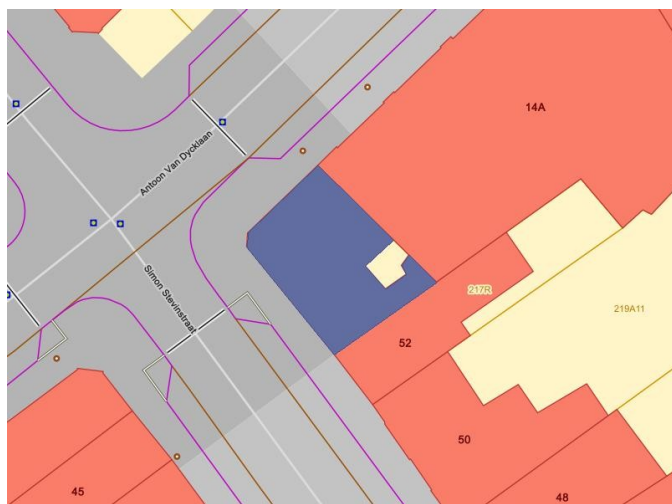 14A
Antoon Van Dycklaan
Simon Stevinstraat
217R
219A11
52
50
48
45